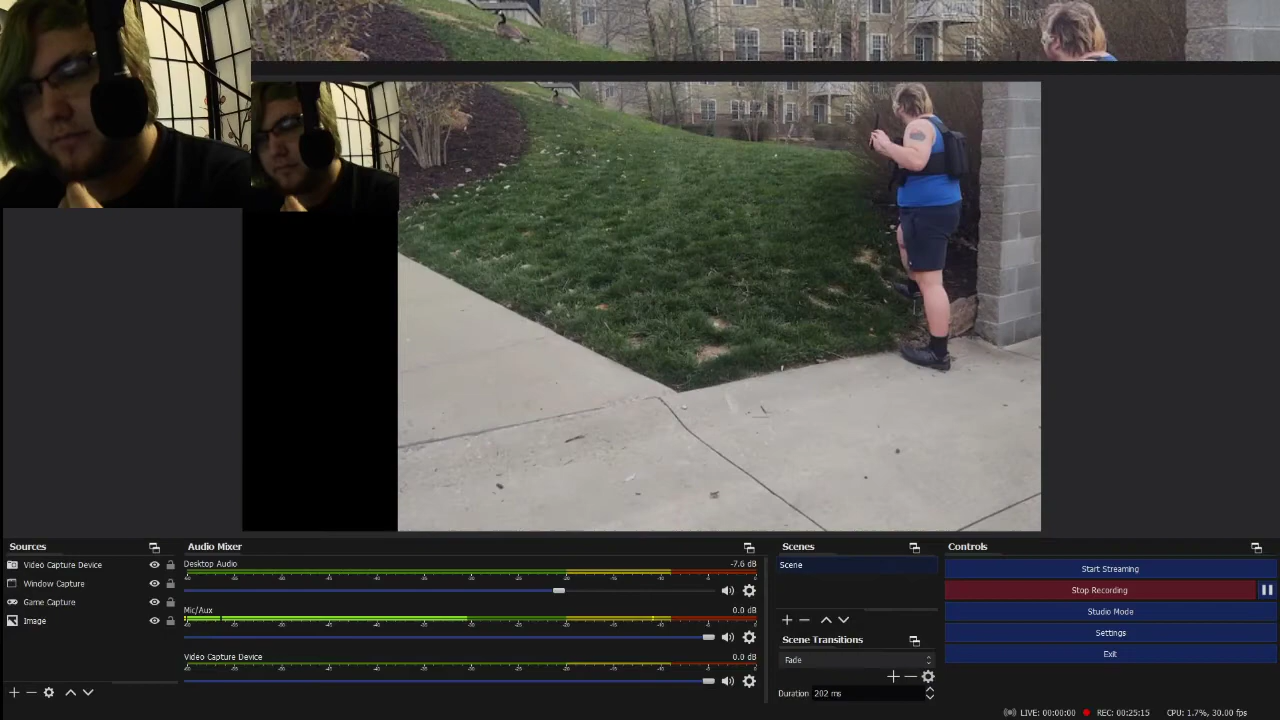 Sources
Video Capture Device
Window Capture
Game Capture
Image
Audio Mixer
Desktop Audio -7.6 dB
Mic/Aux 0.0 dB
Video Capture Device 0.0 dB
Scenes
Scene
Scene Transitions
Fade
Duration 202 ms
Controls
Start Streaming
Stop Recording
Studio Mode
Settings
Exit
LIVE: 00:00:00 REC: 00:25:15 CPU: 1.7%, 30.00 fps